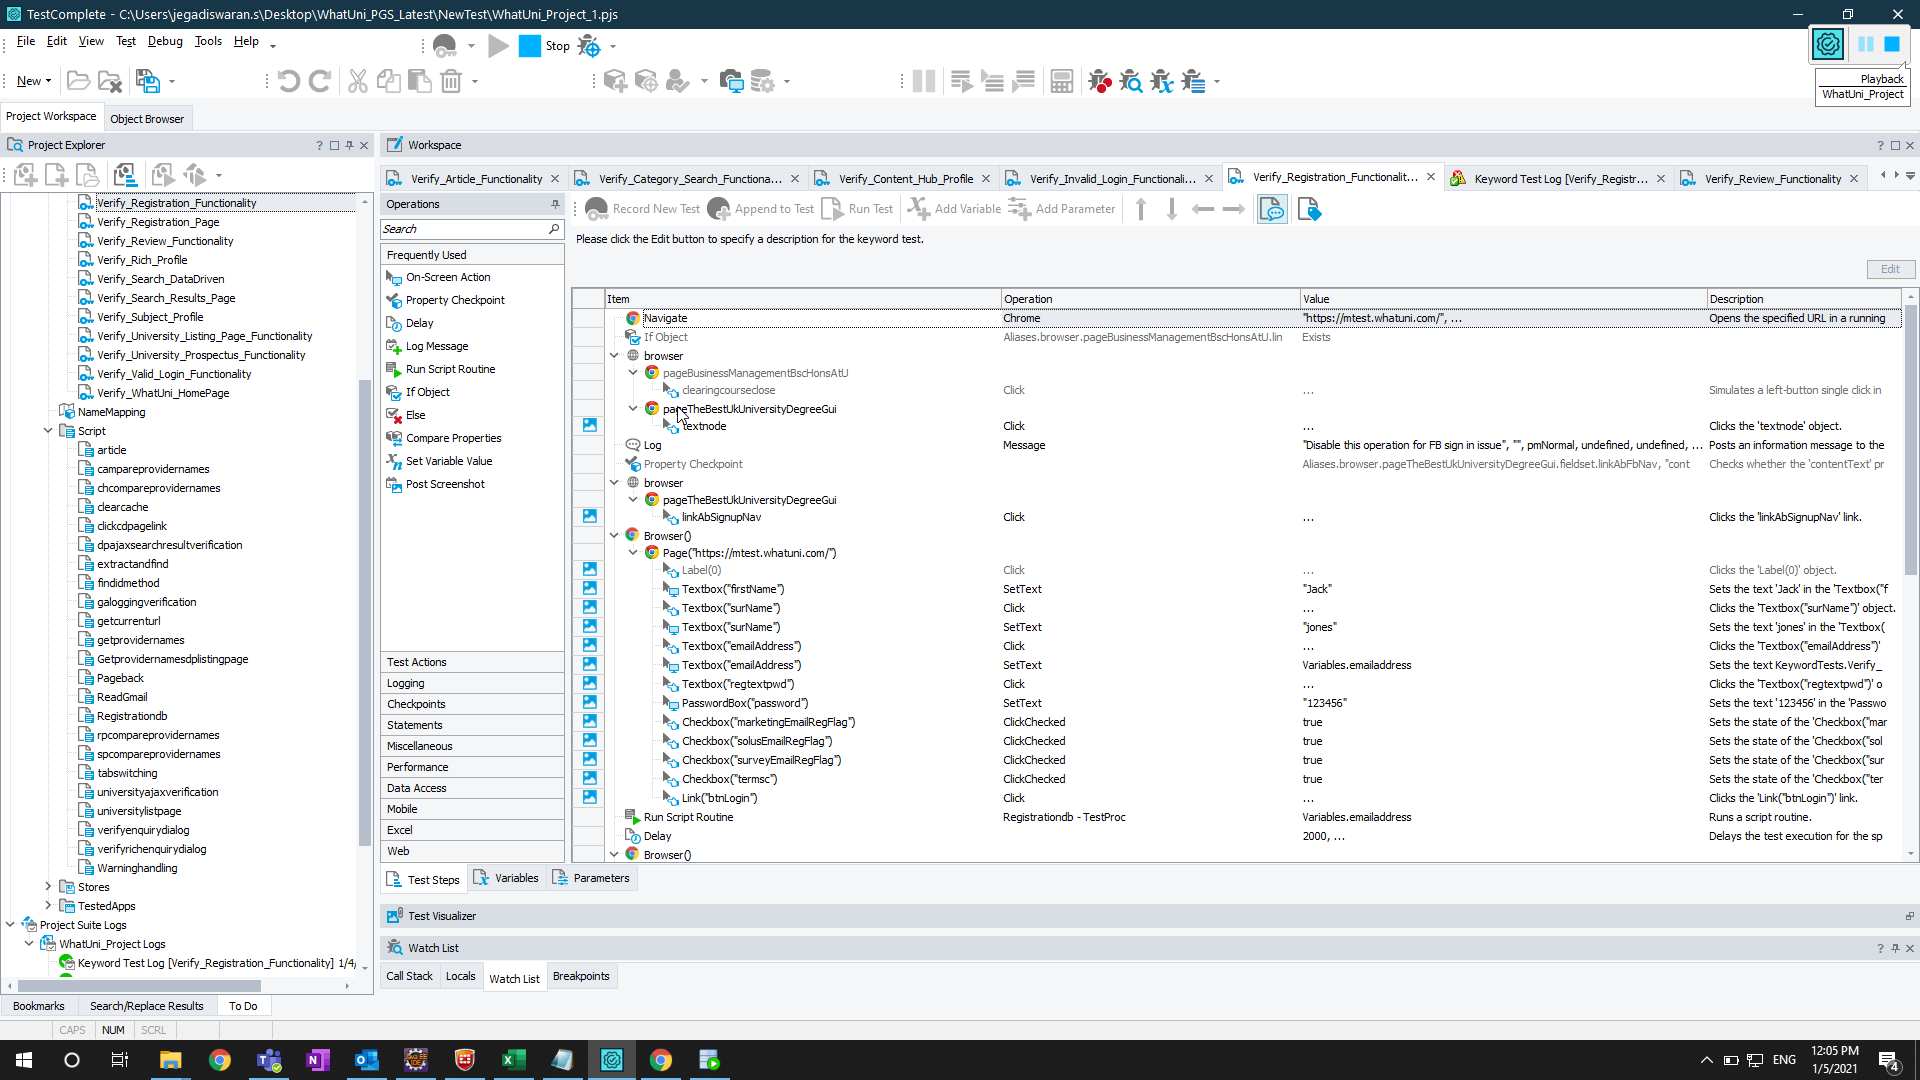 TestComplete - C:\Users\jegadiswaran.s\Desktop\WhatUni_PGS_Latest\NewTest\WhatUni_Project_1.pjs
File Edit View Test Debug Tools Help
Stop
New
Playback
WhatUni_Project
Project Workspace Object Browser
Project Explorer
Workspace
Verify_Article_Functionality Verify_Category_Search_Functiona... Verify_Content_Hub_Profile Verify_Invalid_Login_Functionali... Verify_Registration_Functionalit... Keyword Test Log [Verify_Registr... Verify_Review_Functionality
Operations
Record New Test Append to Test Run Test Add Variable Add Parameter
Search
Please click the Edit button to specify a description for the keyword test.
Edit
Verify_Registration_Functionality
Verify_Registration_Page
Verify_Review_Functionality
Verify_Rich_Profile
Verify_Search_DataDriven
Verify_Search_Results_Page
Verify_Subject_Profile
Verify_University_Listing_Page_Functionality
Verify_University_Prospectus_Functionality
Verify_Valid_Login_Functionality
Verify_WhatUni_HomePage
NameMapping
Script
article
campareprovidernames
chcompareprovidernames
clearcache
clickcdpagelink
dpajaxsearchresultverification
extractandfind
findidmethod
galoggingverification
getcurrenturl
getprovidernames
Getprovidernamesdplistingpage
Pageback
ReadGmail
Registrationdb
rpcompareprovidernames
spcompareprovidernames
tabswitching
universityajaxverification
universitylistpage
verifyenquirydialog
verifyrichenquirydialog
Warninghandling
Stores
TestedApps
Project Suite Logs
WhatUni_Project Logs
Keyword Test Log [Verify_Registration_Functionality] 1/4/
Bookmarks Search/Replace Results To Do
Frequently Used
On-Screen Action
Property Checkpoint
Delay
Log Message
Run Script Routine
If Object
Else
Compare Properties
Set Variable Value
Post Screenshot
Test Actions
Logging
Checkpoints
Statements
Miscellaneous
Performance
Data Access
Mobile
Excel
Web
Item Operation Value Description
Navigate Chrome "https://mtest.whatuni.com/", ... Opens the specified URL in a running
If Object Aliases.browser.pageBusinessManagementBscHonsAtU.lin Exists
browser
pageBusinessManagementBscHonsAtU
clearingcourseclose Click ... Simulates a left-button single click in
pageTheBestUkUniversityDegreeGui
textnode Click ... Clicks the 'textnode' object.
Log Message "Disable this operation for FB sign in issue", "", pmNormal, undefined, undefined, ... Posts an information message to the
Property Checkpoint Aliases.browser.pageTheBestUkUniversityDegreeGui.fieldset.linkAbFbNav, "cont Checks whether the 'contentText' pr
browser
pageTheBestUkUniversityDegreeGui
linkAbSignupNav Click ... Clicks the 'linkAbSignupNav' link.
Browser()
Page("https://mtest.whatuni.com/")
Label(0) Click ... Clicks the 'Label(0)' object.
Textbox("firstName") SetText "Jack" Sets the text 'Jack' in the 'Textbox("f
Textbox("surName") Click ... Clicks the 'Textbox("surName")' object.
Textbox("surName") SetText "jones" Sets the text 'jones' in the 'Textbox(
Textbox("emailAddress") Click ... Clicks the 'Textbox("emailAddress")'
Textbox("emailAddress") SetText Variables.emailaddress Sets the text KeywordTests.Verify_
Textbox("regtextpwd") Click ... Clicks the 'Textbox("regtextpwd") o
PasswordBox("password") SetText "123456" Sets the text '123456' in the 'Passwo
Checkbox("marketingEmailRegFlag") ClickChecked true Sets the state of the 'Checkbox("mar
Checkbox("solusEmailRegFlag") ClickChecked true Sets the state of the 'Checkbox("sol
Checkbox("surveyEmailRegFlag") ClickChecked true Sets the state of the 'Checkbox("sur
Checkbox("termsc") ClickChecked true Sets the state of the 'Checkbox("ter
Link("btnLogin") Click ... Clicks the 'Link("btnLogin")' link.
Run Script Routine Registrationdb - TestProc Variables.emailaddress Runs a script routine.
Delay 2000, ... Delays the test execution for the sp
Browser()
Test Steps Variables Parameters
Test Visualizer
Watch List
Call Stack Locals Watch List Breakpoints
CAPS NUM SCRL
ENG
12:05 PM
1/5/2021
4